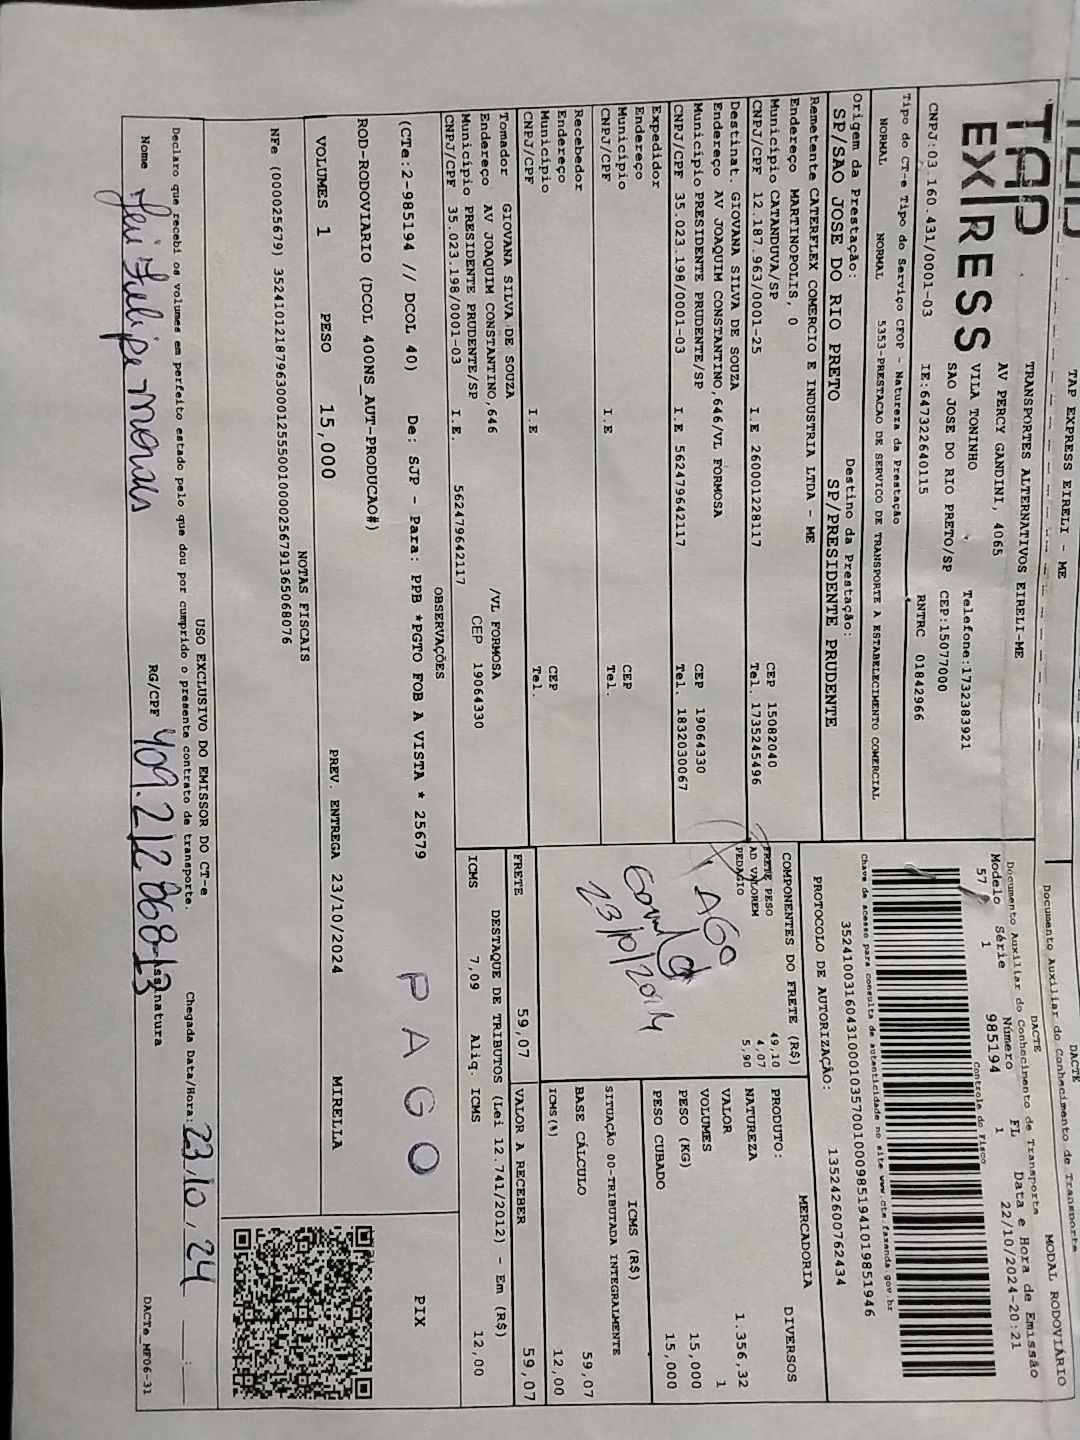 TAP EXPRESS EIRELI - ME
DACTE
Documento Auxiliar do Conhecimento de Transporte
TAP
EXPRESS
TRANSPORTES ALTERNATIVOS EIRELI-ME
AV PERCY GANDINI, 4065
VILA TONINHO
SAO JOSE DO RIO PRETO/SP
Telefone:1732383921
CEP:15077000
CNPJ:03.160.431/0001-03
IE:647322640115
RNTRC 01842966
DACTE
MODAL RODOVIÁRIO
Documento Auxiliar do Conhecimento de Transporte
Modelo Série Número FL Data e Hora de Emissão
57 1 985194 1 22/10/2024-20:21
Controle do Fisco
Chave de acesso para consulta de autenticidade no site www.cte.fazenda.gov.br
35241003160431000103570010009851941019851946
PROTOCOLO DE AUTORIZAÇÃO: 135242600762434
Tipo do CT-e Tipo do Serviço CFOP - Natureza da Prestação
NORMAL NORMAL 5353-PRESTACAO DE SERVICO DE TRANSPORTE A ESTABELECIMENTO COMERCIAL
Origem da Prestação: Destino da Prestação:
SP/SAO JOSE DO RIO PRETO SP/PRESIDENTE PRUDENTE
Remetente CATERFLEX COMERCIO E INDUSTRIA LTDA - ME
Endereço MARTINOPOLIS, 0
Município CATANDUVA/SP CEP 15082040
CNPJ/CPF 12.187.963/0001-25 I.E 260001228117 Tel. 1735245496
Destinat. GIOVANA SILVA DE SOUZA
Endereço AV JOAQUIM CONSTANTINO,646/VL FORMOSA
Município PRESIDENTE PRUDENTE/SP CEP 19064330
CNPJ/CPF 35.023.198/0001-03 I.E 562479642117 Tel. 1832030067
Expedidor
Endereço
Município CEP
CNPJ/CPF I.E Tel.
Recebedor
Endereço
Município CEP
CNPJ/CPF I.E Tel.
Tomador GIOVANA SILVA DE SOUZA
Endereço AV JOAQUIM CONSTANTINO,646 /VL FORMOSA
Município PRESIDENTE PRUDENTE/SP CEP 19064330
CNPJ/CPF 35.023.198/0001-03 I.E. 562479642117
COMPONENTES DO FRETE (R$)
FRETE PESO 49,10
AD VALOREM 4,07
PEDAGIO 5,90
PAGO
23/10/2024
MERCADORIA
PRODUTO: DIVERSOS
NATUREZA
VALOR 1.356,32
VOLUMES 1
PESO (KG) 15,000
PESO CUBADO 15,000
ICMS (R$)
SITUAÇÃO 00-TRIBUTADA INTEGRALMENTE
BASE CÁLCULO 59,07
ICMS(%) 12,00
FRETE 59,07 VALOR A RECEBER 59,07
DESTAQUE DE TRIBUTOS (Lei 12.741/2012) - Em (R$)
ICMS 7,09 Aliq. ICMS 12,00
OBSERVAÇÕES
(CTe:2-985194 // DCOL 40) De: SJP - Para: PPB *PGTO FOB A VISTA * 25679
PAGO
PIX
ROD-RODOVIARIO (DCOL 400NS_AUT-PRODUCAO#)
VOLUMES 1 PESO 15,000 PREV. ENTREGA 23/10/2024 MIRELLA
NOTAS FISCAIS
NFe (000025679) 35241012187963000125550010000256791365068076
USO EXCLUSIVO DO EMISSOR DO CT-e
Declaro que recebi os volumes em perfeito estado pelo que dou por cumprido o presente contrato de transporte.
Chegada Data/Hora: 23/10/24 __:__
Nome Felipe Morais RG/CPF 409.212.868-13 Assinatura
DACTe_MF06-31